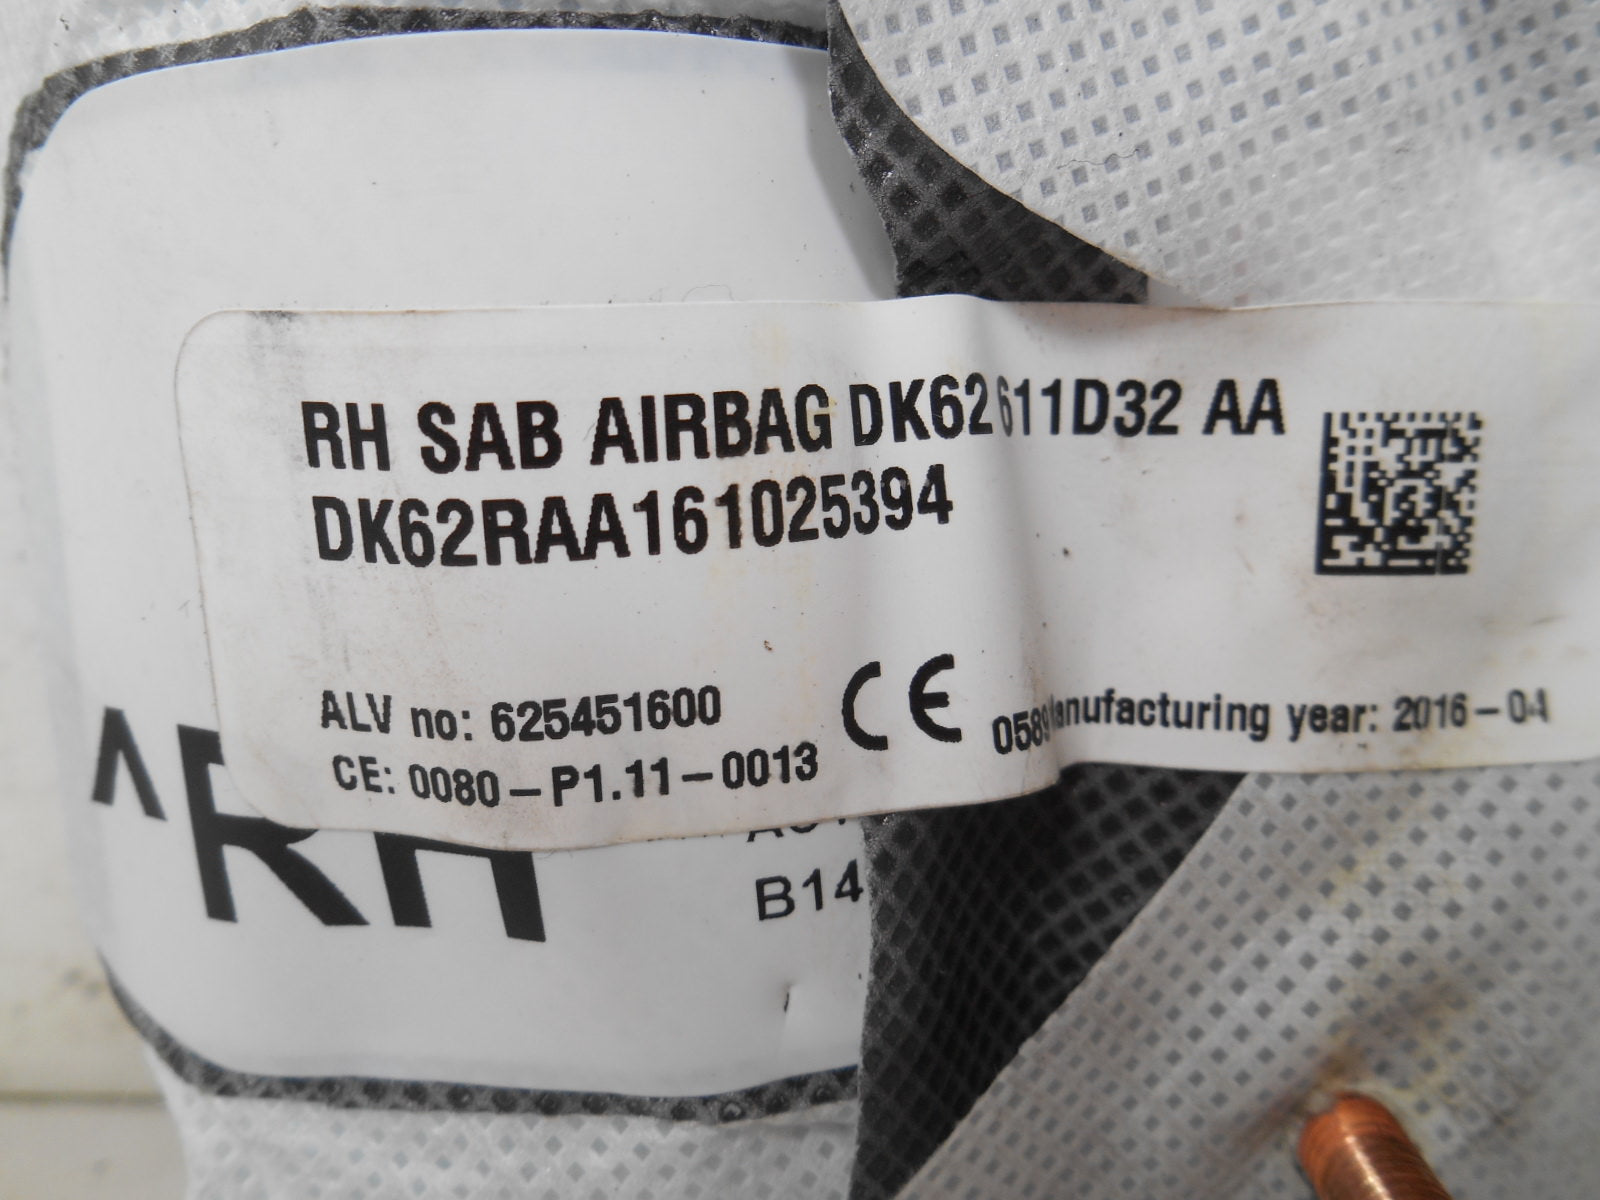 RH SAB AIRBAG DK62611D32 AA
DK62RAA161025394
ALV no: 625451600
CE
0589
Manufacturing year: 2016-04
CE: 0080-P1.11-0013
RH
B14